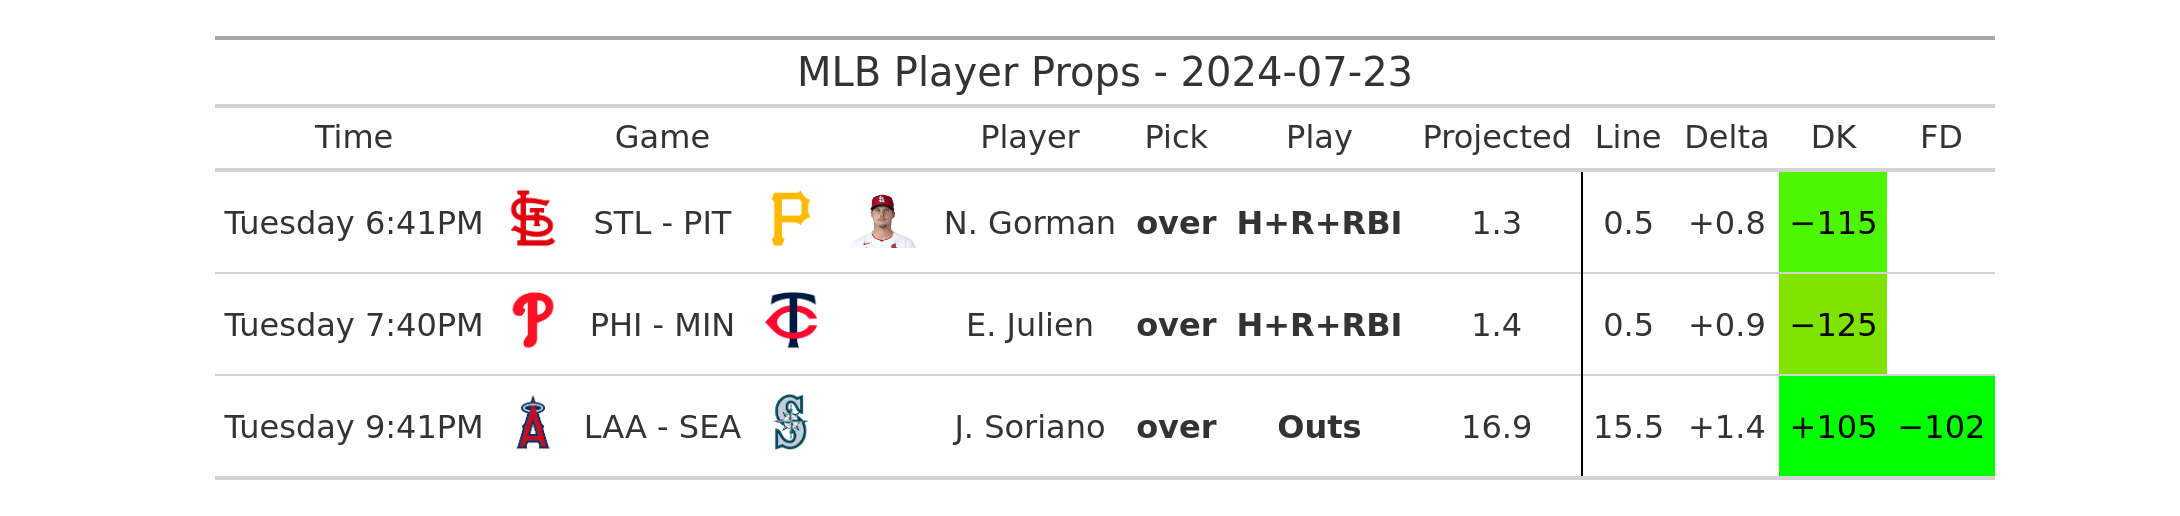 MLB Player Props - 2024-07-23
Time Game Player Pick Play Projected Line Delta DK FD
Tuesday 6:41PM STL - PIT N. Gorman over H+R+RBI 1.3 0.5 +0.8 −115
Tuesday 7:40PM PHI - MIN E. Julien over H+R+RBI 1.4 0.5 +0.9 −125
Tuesday 9:41PM LAA - SEA J. Soriano over Outs 16.9 15.5 +1.4 +105 −102